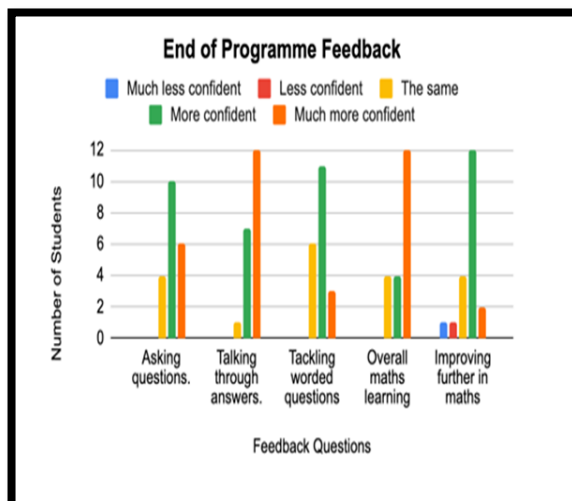 End of Programme Feedback
Much less confident Less confident The same
More confident Much more confident
Number of Students
12
10
8
6
4
2
0
Asking questions.
Talking through answers.
Tackling worded questions
Overall maths learning
Improving further in maths
Feedback Questions